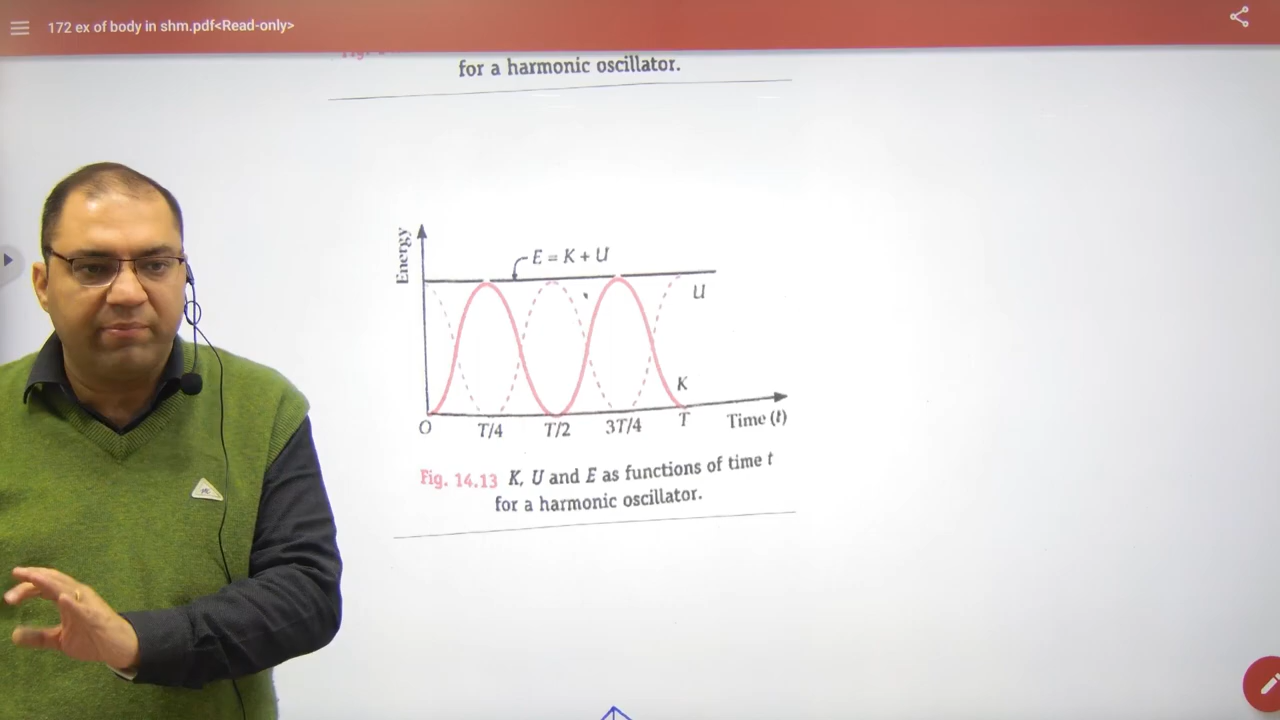 172 ex of body in shm.pdf<Read-only>
for a harmonic oscillator.
Energy
E = K + U
U
K
O
T/4
T/2
3T/4
T
Time (t)
Fig. 14.13 K, U and E as functions of time t
for a harmonic oscillator.